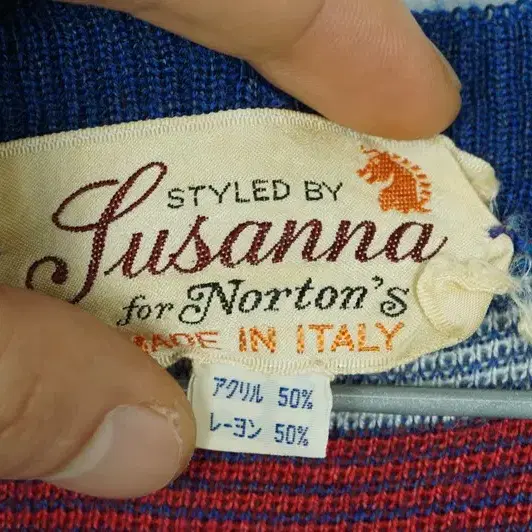 STYLED BY
Susanna
for Norton's
MADE IN ITALY
アクリル 50%
レーヨン 50%